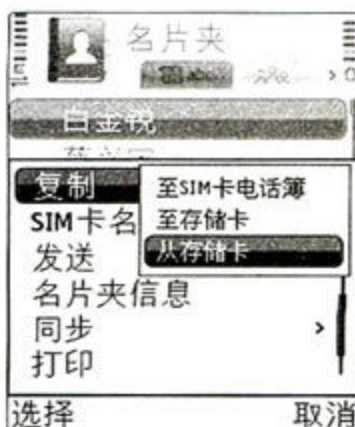 名片夹
abc
白金锐
复制
至SIM卡电话簿
SIM卡名
至存储卡
发送
从存储卡
名片夹信息
同步
打印
选择
取消